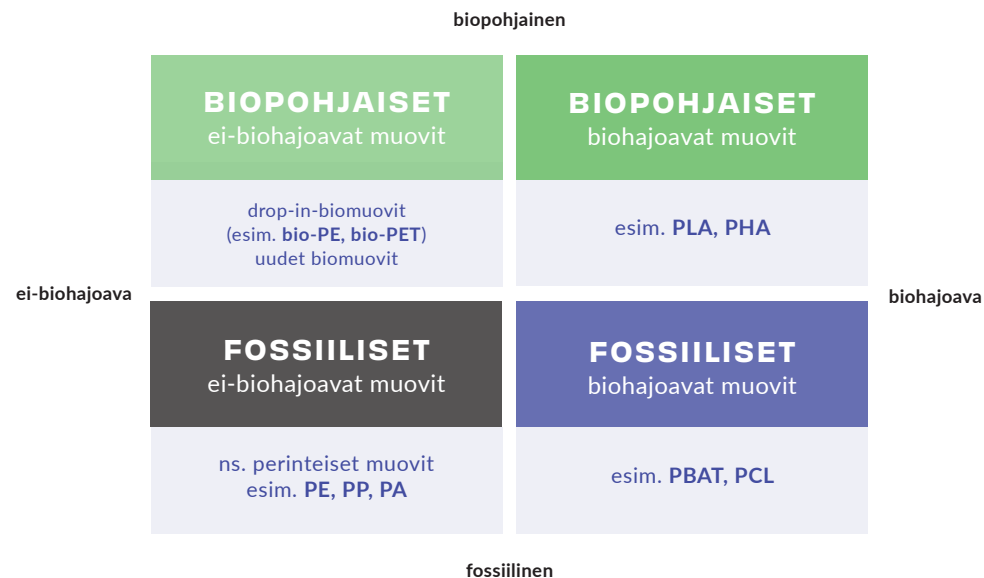 biopohjainen
BIOPOHJAISET
ei-biohajoavat muovit
drop-in-biomuovit
(esim. bio-PE, bio-PET)
uudet biomuovit
BIOPOHJAISET
biohajoavat muovit
esim. PLA, PHA
ei-biohajoava
biohajoava
FOSSIILISET
ei-biohajoavat muovit
ns. perinteiset muovit
esim. PE, PP, PA
FOSSIILISET
biohajoavat muovit
esim. PBAT, PCL
fossiilinen